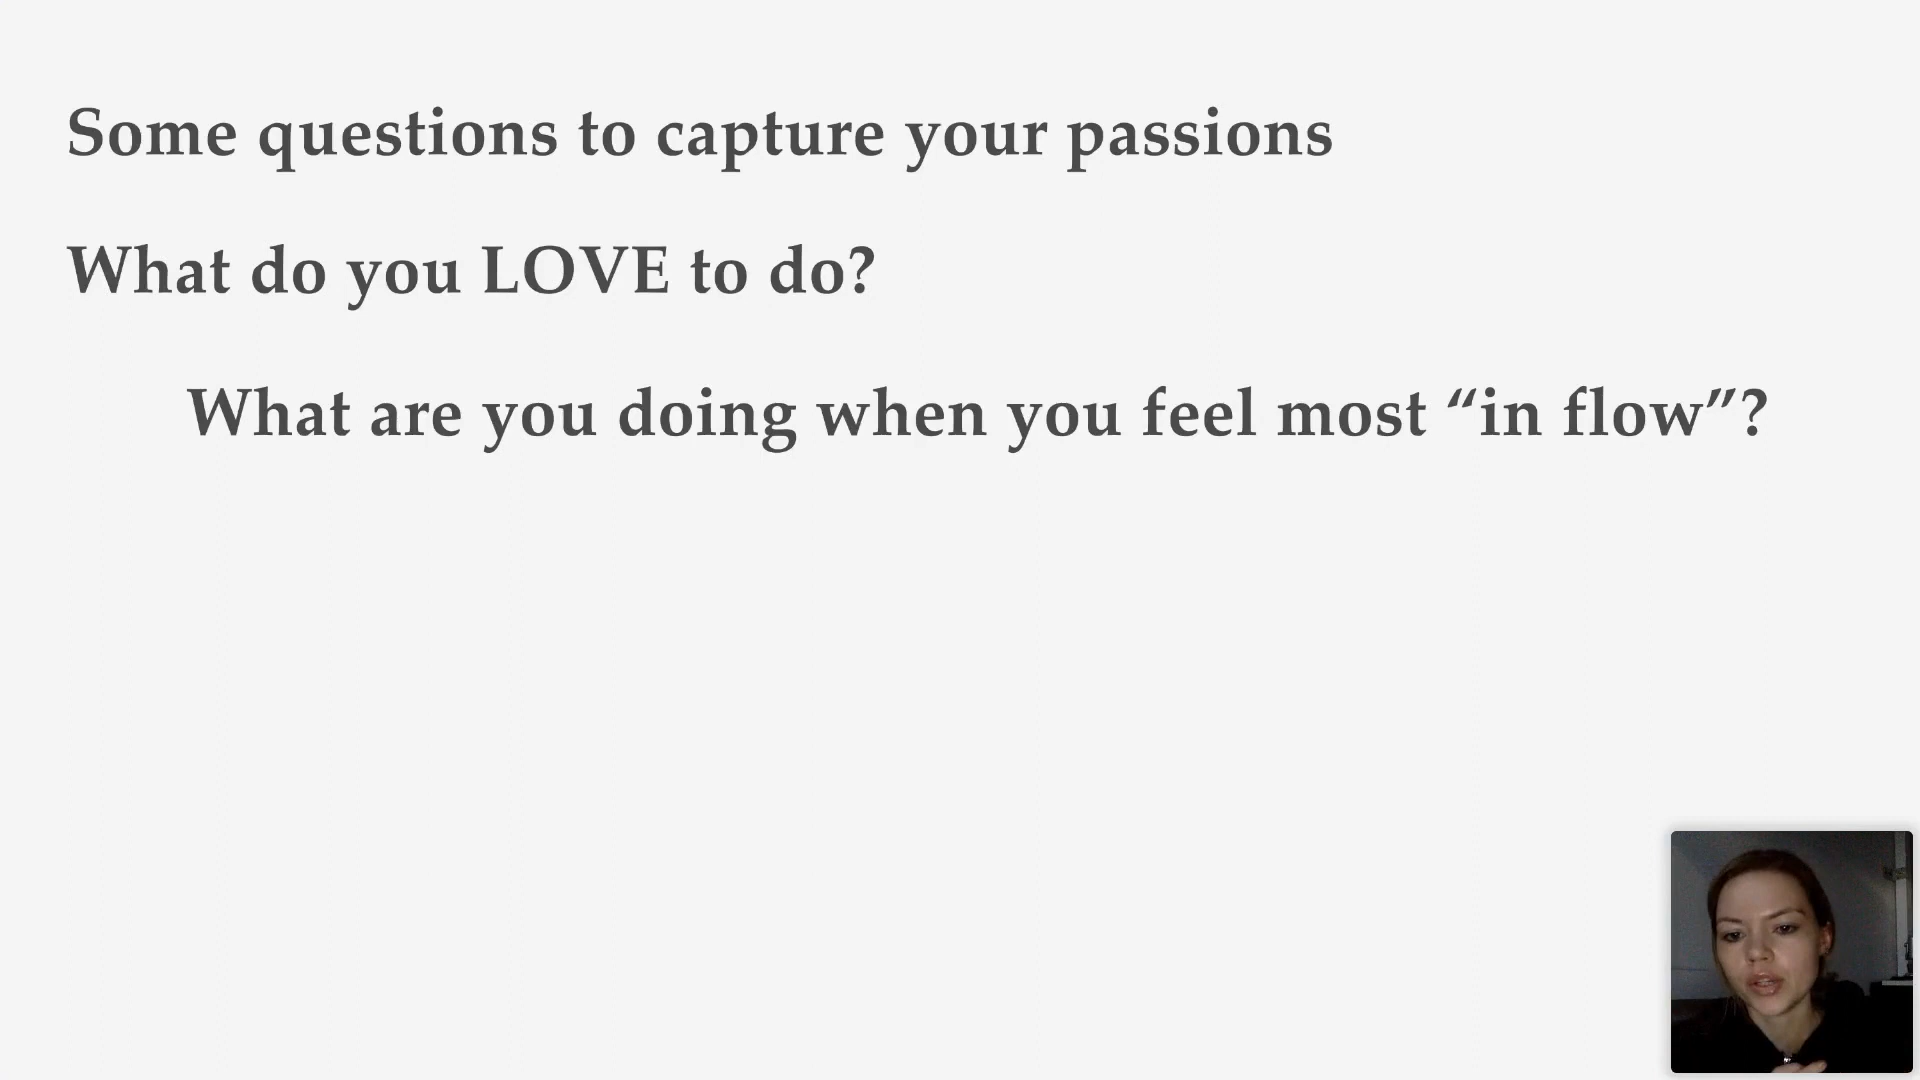 Some questions to capture your passions
What do you LOVE to do?
What are you doing when you feel most “in flow”?